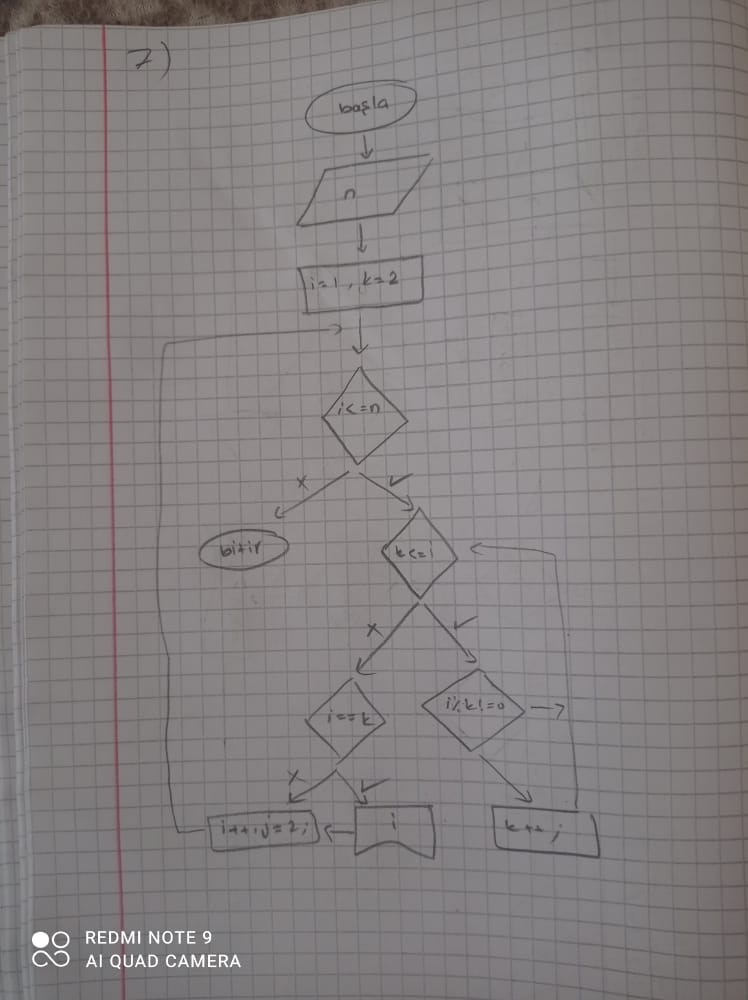 7)
başla
n
i=1, k=2
i<=n
x ✓
bitir
k<=i
x ✓
i==k
i%k!=0
x ✓
i++, j=2;
i
k++;
REDMI NOTE 9
AI QUAD CAMERA